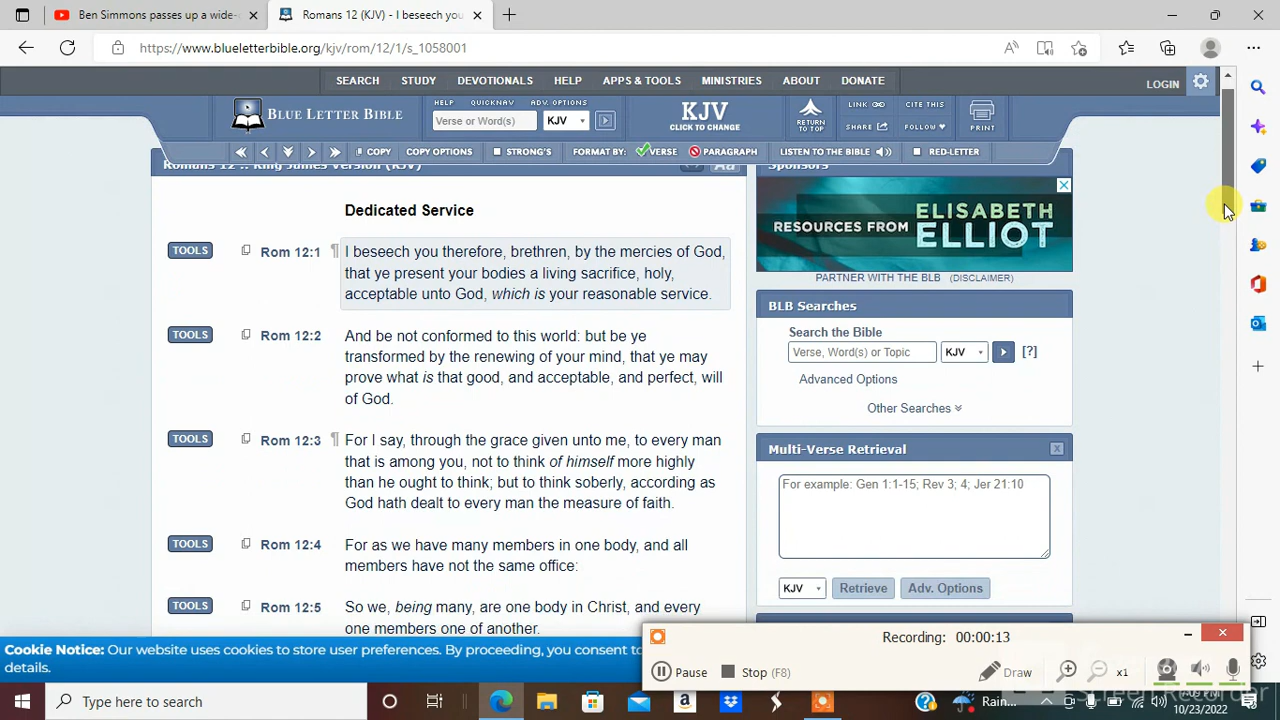 Ben Simmons passes up a wide-
Romans 12 (KJV) - I beseech you
https://www.blueletterbible.org/kjv/rom/12/1/s_1058001
SEARCH STUDY DEVOTIONALS HELP APPS & TOOLS MINISTRIES ABOUT DONATE LOGIN
BLUE LETTER BIBLE
HELP QUICKNAV ADV. OPTIONS
Verse or Word(s) KJV
KJV
CLICK TO CHANGE
RETURN
TO TOP
LINK CITE THIS
SHARE FOLLOW
PRINT
COPY COPY OPTIONS STRONG'S FORMAT BY: VERSE PARAGRAPH LISTEN TO THE BIBLE RED-LETTER
Romans 12 :: King James Version (KJV) Aa
Dedicated Service
TOOLS Rom 12:1 ¶ I beseech you therefore, brethren, by the mercies of God,
that ye present your bodies a living sacrifice, holy,
acceptable unto God, which is your reasonable service.
TOOLS Rom 12:2 And be not conformed to this world: but be ye
transformed by the renewing of your mind, that ye may
prove what is that good, and acceptable, and perfect, will
of God.
TOOLS Rom 12:3 ¶ For I say, through the grace given unto me, to every man
that is among you, not to think of himself more highly
than he ought to think; but to think soberly, according as
God hath dealt to every man the measure of faith.
TOOLS Rom 12:4 For as we have many members in one body, and all
members have not the same office:
TOOLS Rom 12:5 So we, being many, are one body in Christ, and every
one members one of another.
Sponsors
RESOURCES FROM ELISABETH
ELLIOT
PARTNER WITH THE BLB (DISCLAIMER)
BLB Searches
Search the Bible
Verse, Word(s) or Topic KJV [?]
Advanced Options
Other Searches
Multi-Verse Retrieval X
For example: Gen 1:1-15; Rev 3; 4; Jer 21:10
KJV Retrieve Adv. Options
Cookie Notice: Our website uses cookies to store user preferences. By proceeding, you consent to
details.
Recording: 00:00:13
Pause Stop (F8) Draw x1
Type here to search
Rain...
10/23/2022